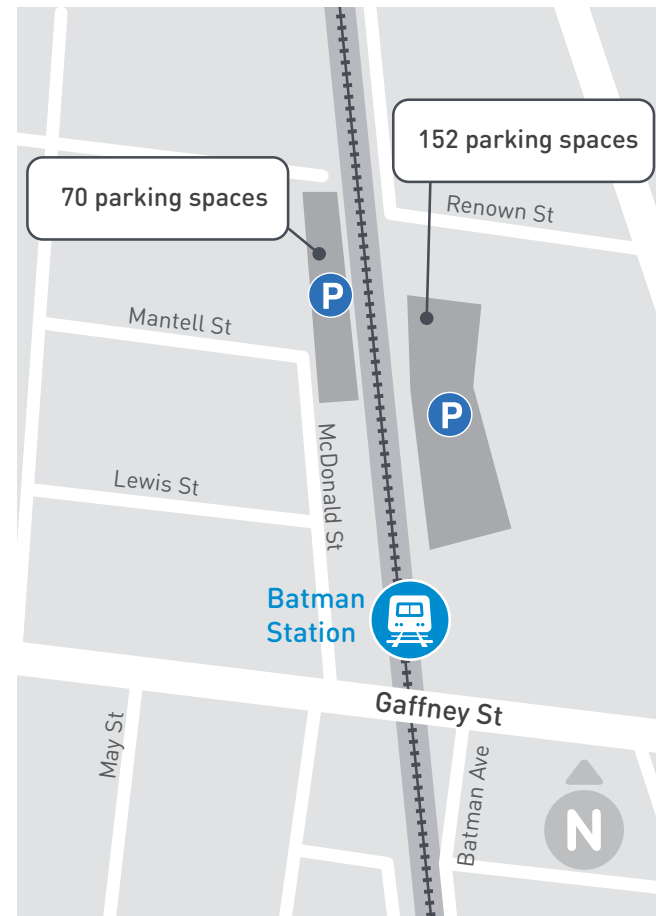 152 parking spaces
70 parking spaces
Renown St
P
Mantell St
P
McDonald St
Lewis St
Batman
Station
Gaffney St
May St
Batman Ave
N